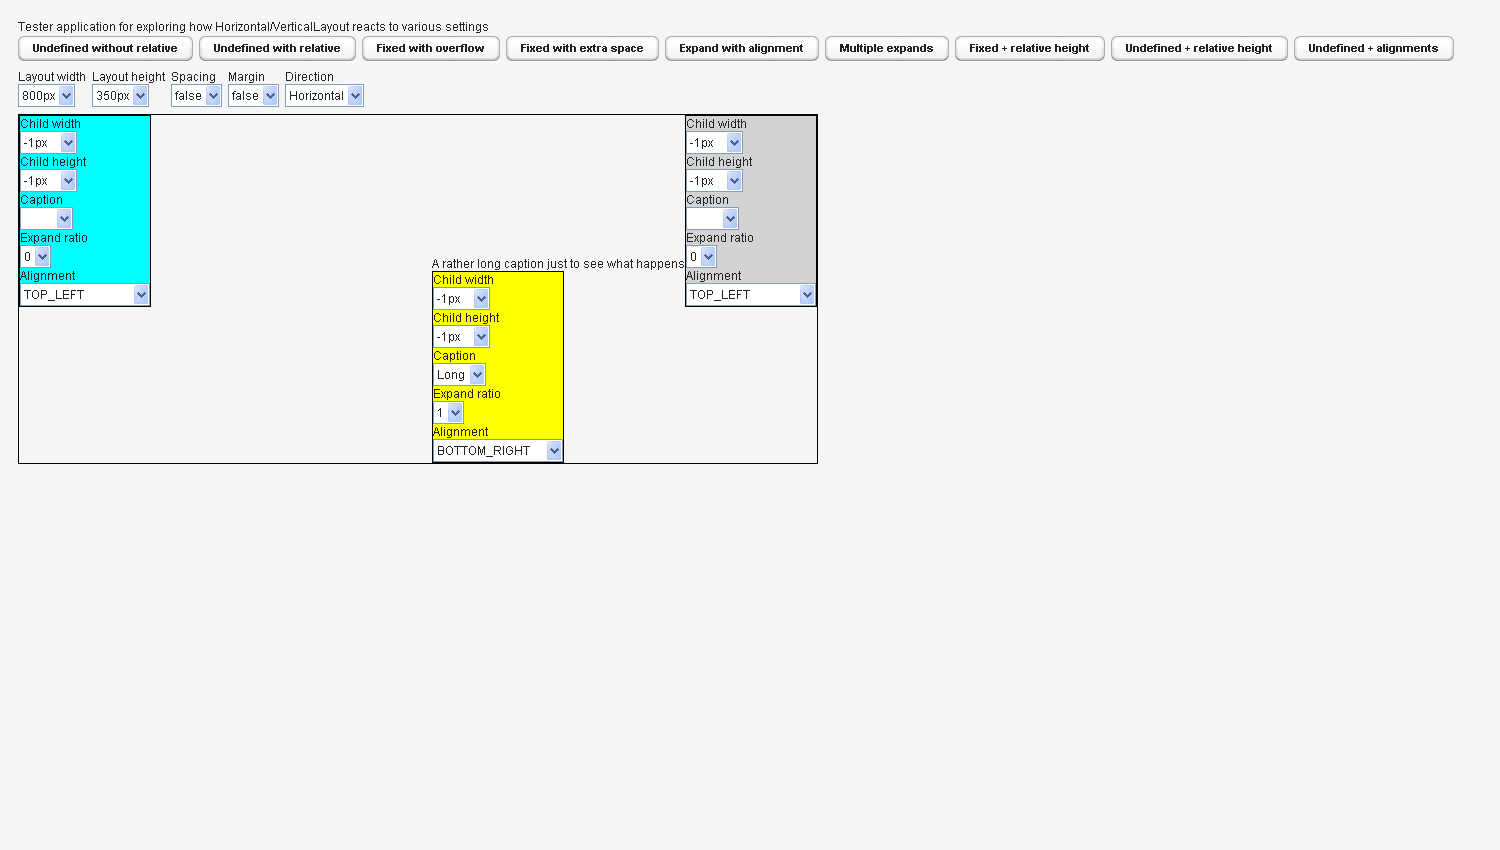 Tester application for exploring how Horizontal/VerticalLayout reacts to various settings
Undefined without relative Undefined with relative Fixed with overflow Fixed with extra space Expand with alignment Multiple expands Fixed + relative height Undefined + relative height Undefined + alignments
Layout width Layout height Spacing Margin Direction
800px 350px false false Horizontal
Child width
-1px
Child height
-1px
Caption
Expand ratio
0
Alignment
TOP_LEFT
A rather long caption just to see what happens
Child width
-1px
Child height
-1px
Caption
Long
Expand ratio
1
Alignment
BOTTOM_RIGHT
Child width
-1px
Child height
-1px
Caption
Expand ratio
0
Alignment
TOP_LEFT